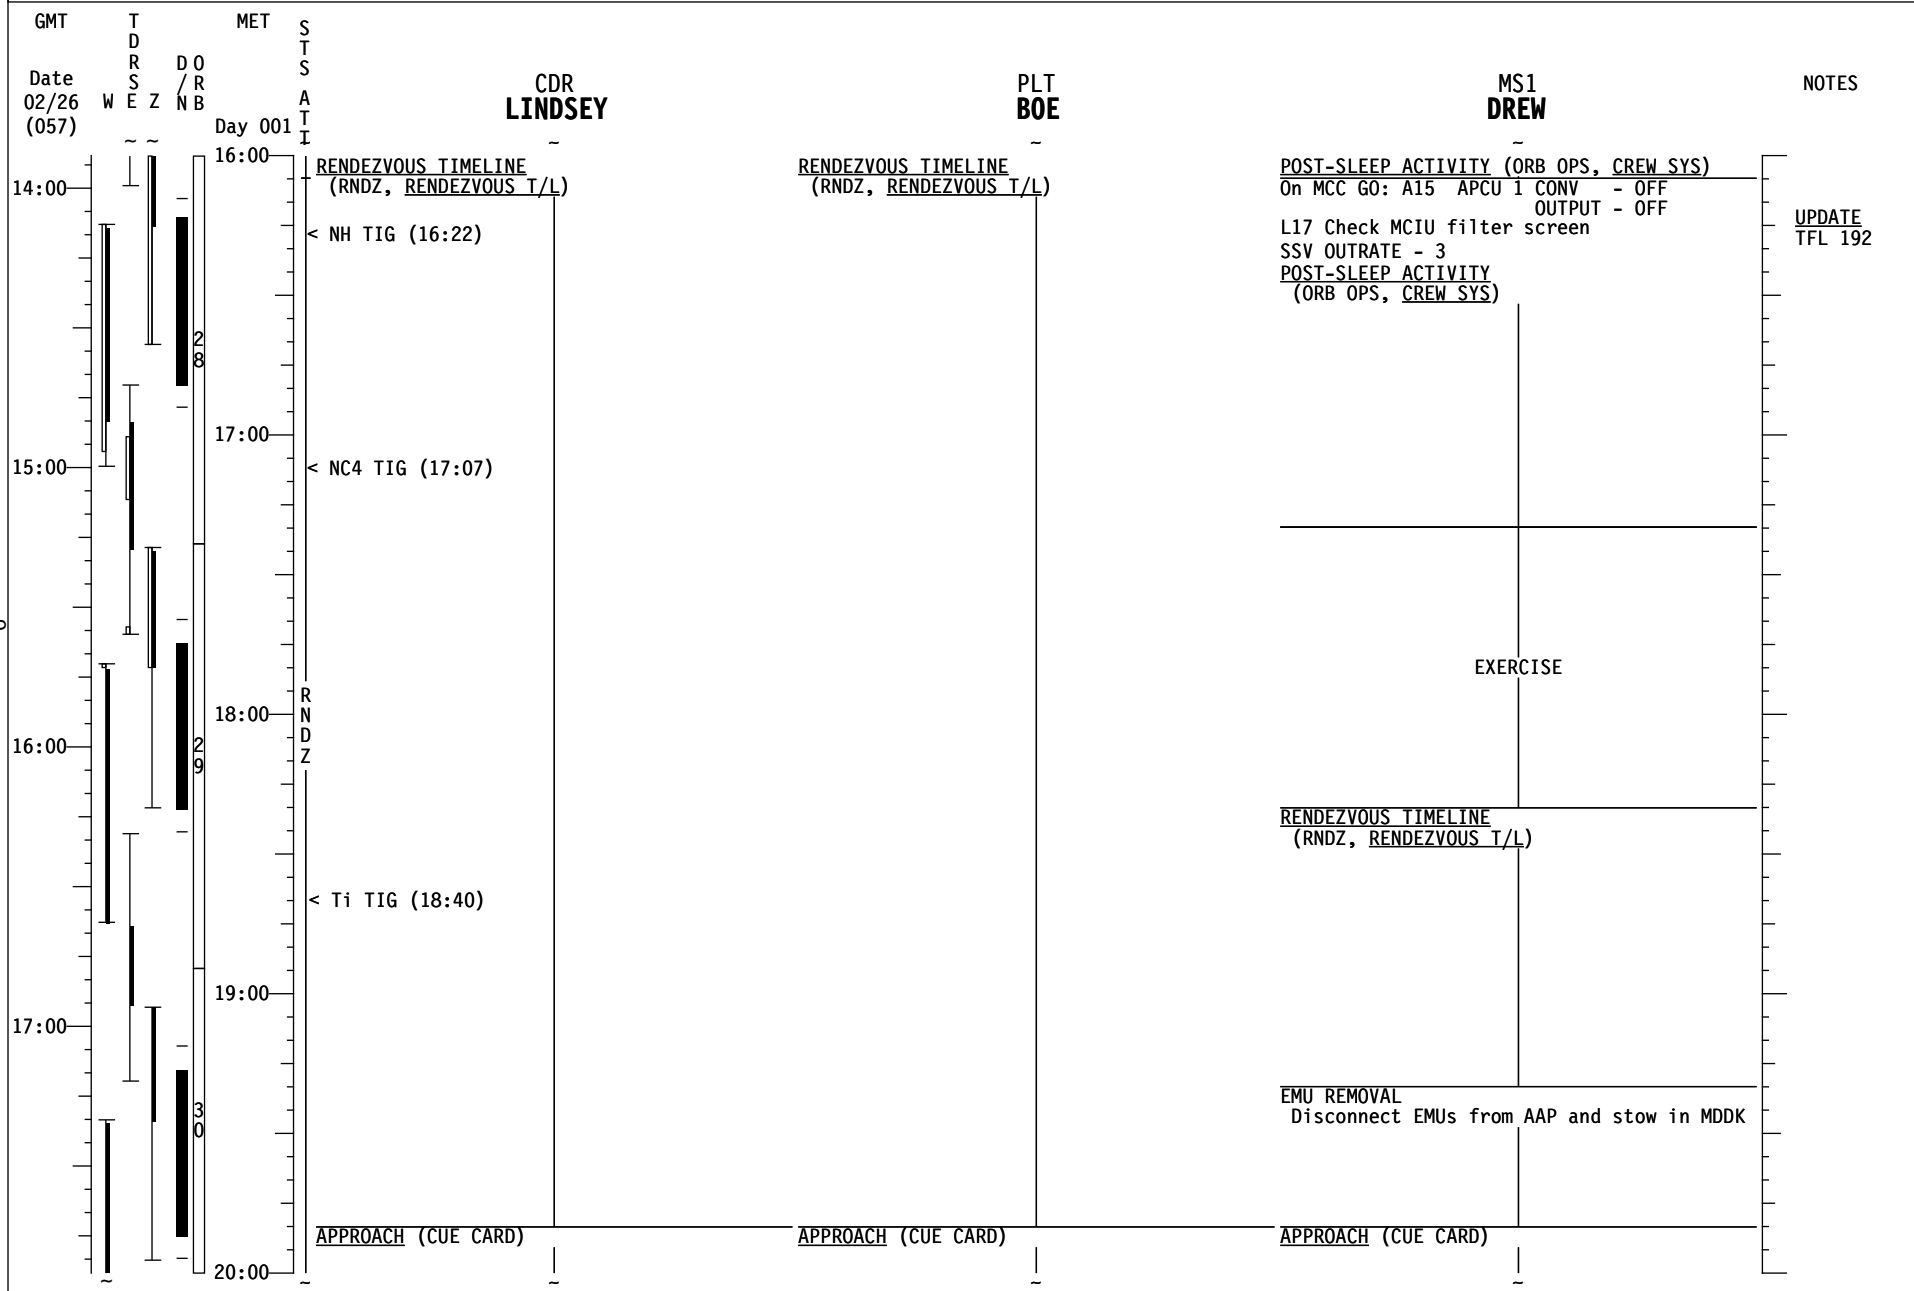 GMT
TDRS
MET
STS ATT
D/N
ORB
Date
02/26
(057)
W E Z
Day 001
CDR
LINDSEY
PLT
BOE
MS1
DREW
NOTES
~ ~ ~ ~ ~ ~
16:00
RENDEZVOUS TIMELINE
(RNDZ, RENDEZVOUS T/L)
RENDEZVOUS TIMELINE
(RNDZ, RENDEZVOUS T/L)
POST-SLEEP ACTIVITY (ORB OPS, CREW SYS)
14:00
On MCC GO: A15 APCU 1 CONV - OFF
OUTPUT - OFF
L17 Check MCIU filter screen
SSV OUTRATE - 3
POST-SLEEP ACTIVITY
(ORB OPS, CREW SYS)
UPDATE
TFL 192
< NH TIG (16:22)
28
17:00
15:00
< NC4 TIG (17:07)
EXERCISE
RNDZ
18:00
16:00
29
RENDEZVOUS TIMELINE
(RNDZ, RENDEZVOUS T/L)
< Ti TIG (18:40)
19:00
17:00
EMU REMOVAL
Disconnect EMUs from AAP and stow in MDDK
30
APPROACH (CUE CARD)
APPROACH (CUE CARD)
APPROACH (CUE CARD)
20:00
~ ~ ~ ~ ~